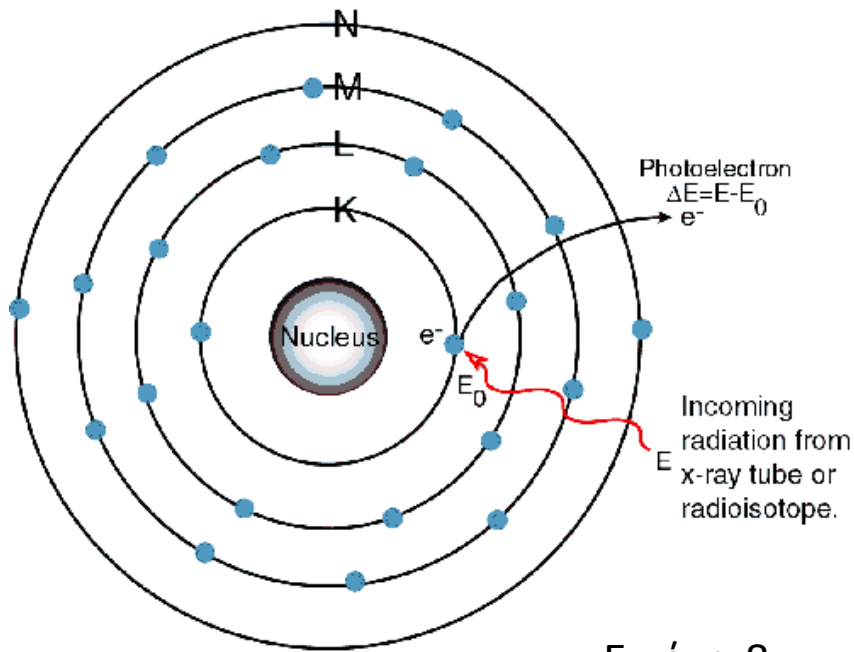 N
M
L
K
Nucleus
e⁻
E₀
Photoelectron
ΔE=E-E₀
e⁻
E
Incoming
radiation from
x-ray tube or
radioisotope.